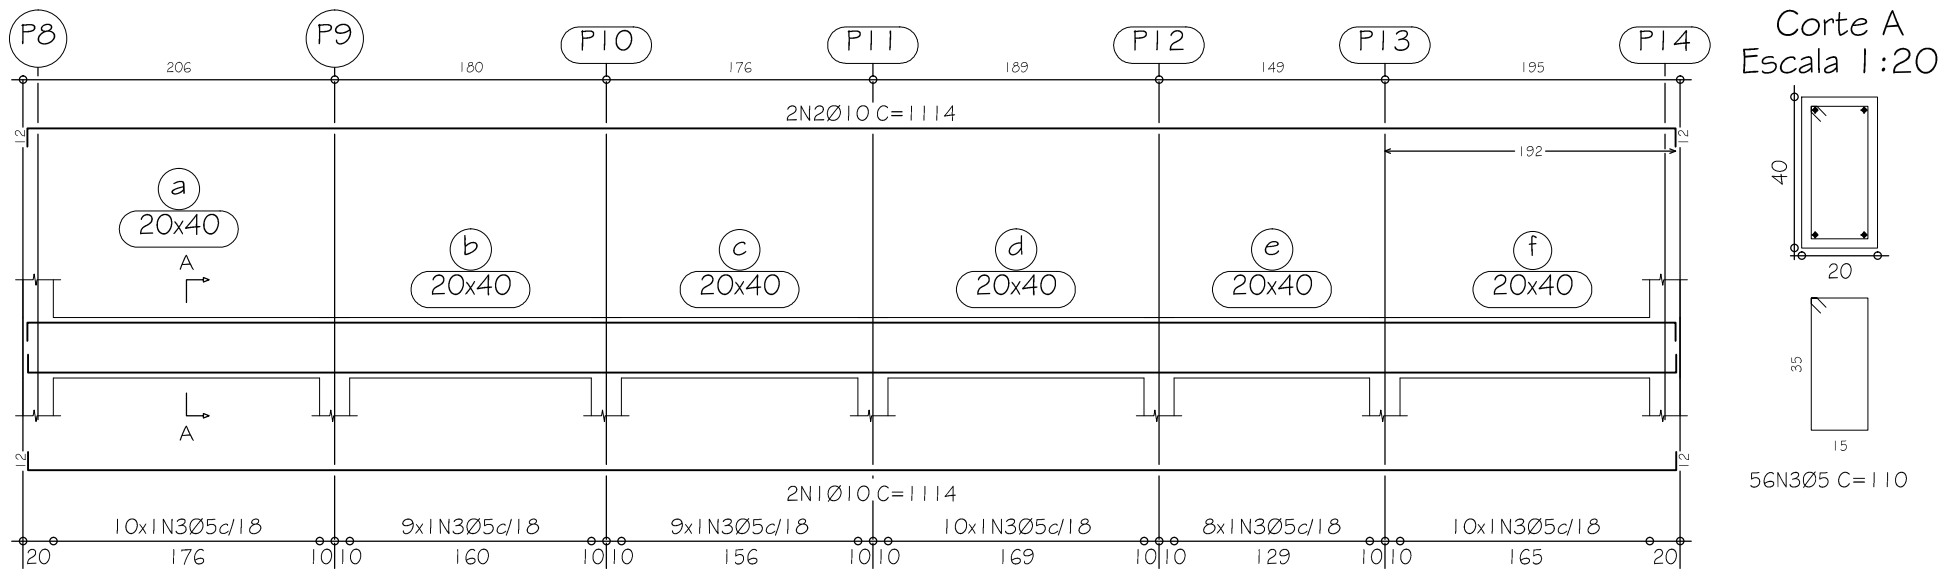 P8 P9 P10 P11 P12 P13 P14
206 180 176 189 149 195
2N2Ø10 C=1114
12 12
192
a
20x40
b c d e f
20x40 20x40 20x40 20x40 20x40
A
A
12 12
2N1Ø10 C=1114
10x1N3Ø5c/18 9x1N3Ø5c/18 9x1N3Ø5c/18 10x1N3Ø5c/18 8x1N3Ø5c/18 10x1N3Ø5c/18
20 176 10 10 160 10 10 156 10 10 169 10 10 129 10 10 165 20
Corte A
Escala 1:20
40
20
35
15
56N3Ø5 C=110